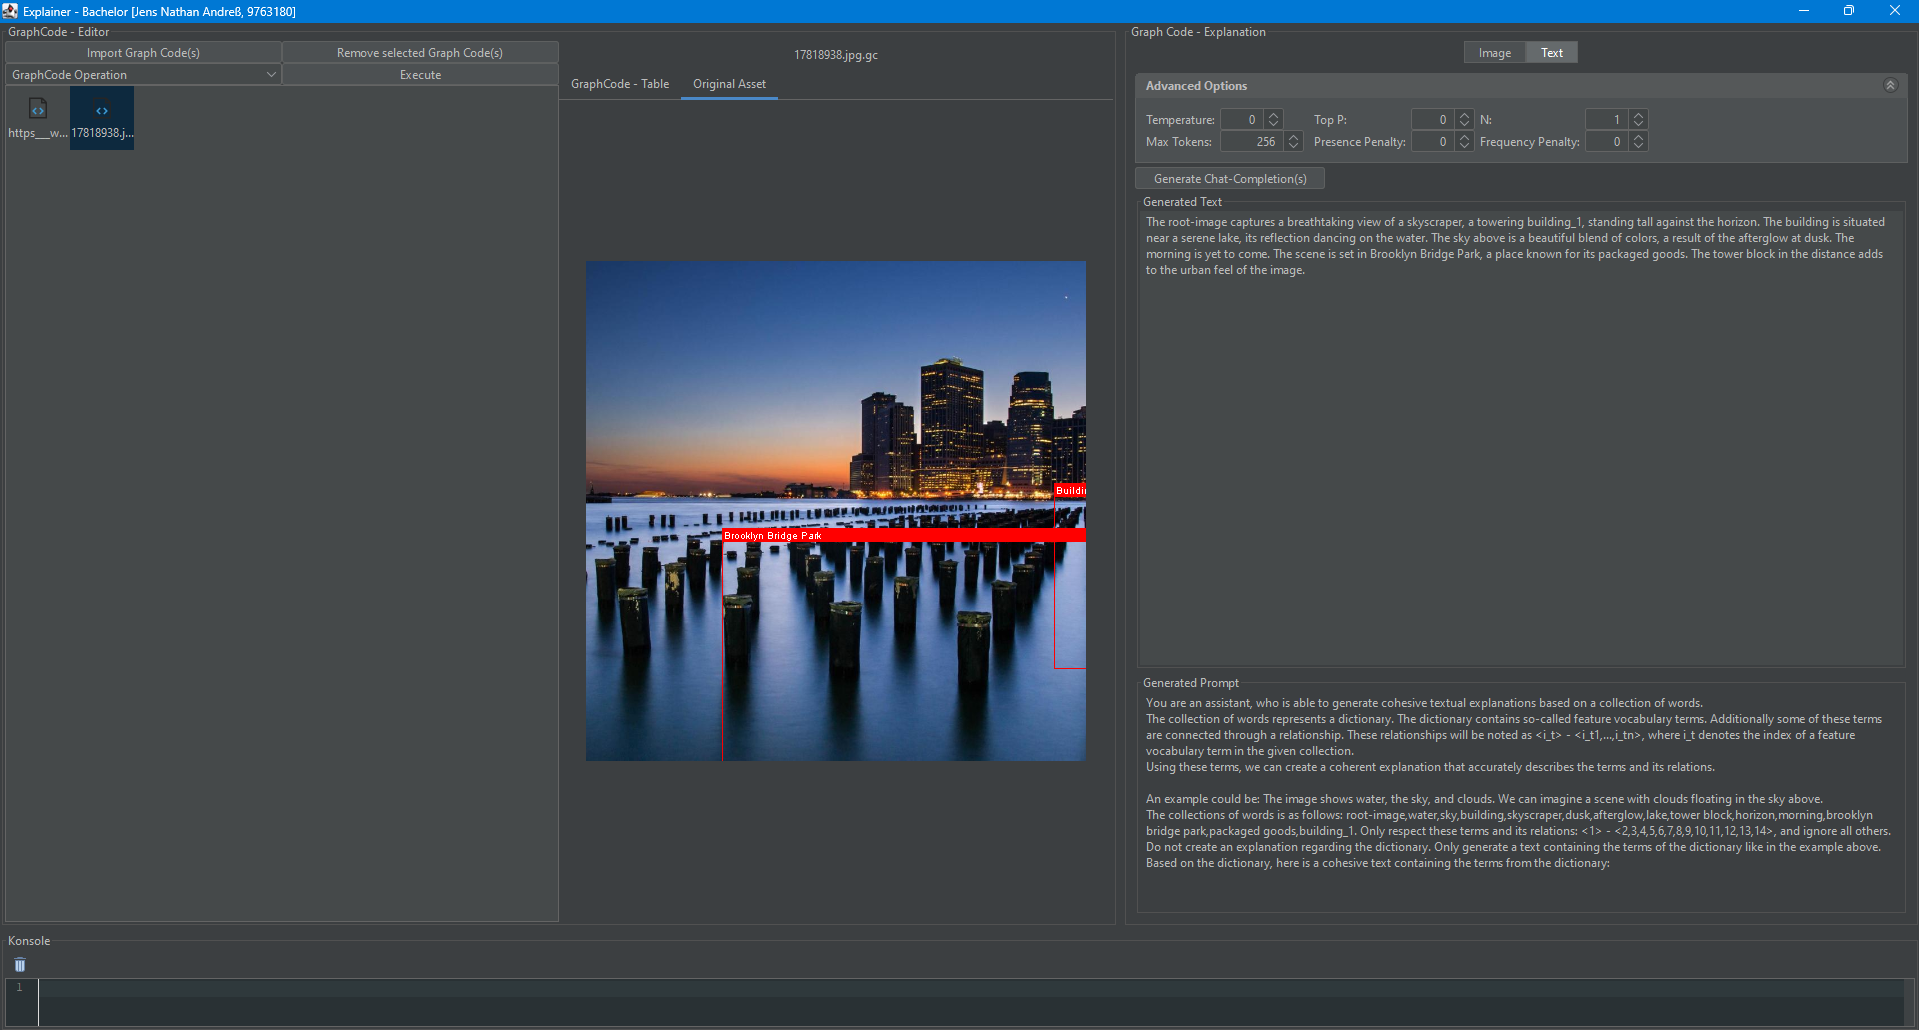 Explainer - Bachelor [Jens Nathan Andreß, 9763180]
GraphCode - Editor
Import Graph Code(s)
Remove selected Graph Code(s)
GraphCode Operation
Execute
https__w...
17818938.j...
17818938.jpg.gc
GraphCode - Table
Original Asset
Buildin
Brooklyn Bridge Park
Graph Code - Explanation
Image
Text
Advanced Options
Temperature: 0
Top P: 0
N: 1
Max Tokens: 256
Presence Penalty: 0
Frequency Penalty: 0
Generate Chat-Completion(s)
Generated Text
The root-image captures a breathtaking view of a skyscraper, a towering building_1, standing tall against the horizon. The building is situated
near a serene lake, its reflection dancing on the water. The sky above is a beautiful blend of colors, a result of the afterglow at dusk. The
morning is yet to come. The scene is set in Brooklyn Bridge Park, a place known for its packaged goods. The tower block in the distance adds
to the urban feel of the image.
Generated Prompt
You are an assistant, who is able to generate cohesive textual explanations based on a collection of words.
The collection of words represents a dictionary. The dictionary contains so-called feature vocabulary terms. Additionally some of these terms
are connected through a relationship. These relationships will be noted as <i_t> - <i_t1,...,i_tn>, where i_t denotes the index of a feature
vocabulary term in the given collection.
Using these terms, we can create a coherent explanation that accurately describes the terms and its relations.
An example could be: The image shows water, the sky, and clouds. We can imagine a scene with clouds floating in the sky above.
The collections of words is as follows: root-image,water,sky,building,skyscraper,dusk,afterglow,lake,tower block,horizon,morning,brooklyn
bridge park,packaged goods,building_1. Only respect these terms and its relations: <1> - <2,3,4,5,6,7,8,9,10,11,12,13,14>, and ignore all others.
Do not create an explanation regarding the dictionary. Only generate a text containing the terms of the dictionary like in the example above.
Based on the dictionary, here is a cohesive text containing the terms from the dictionary:
Konsole
1